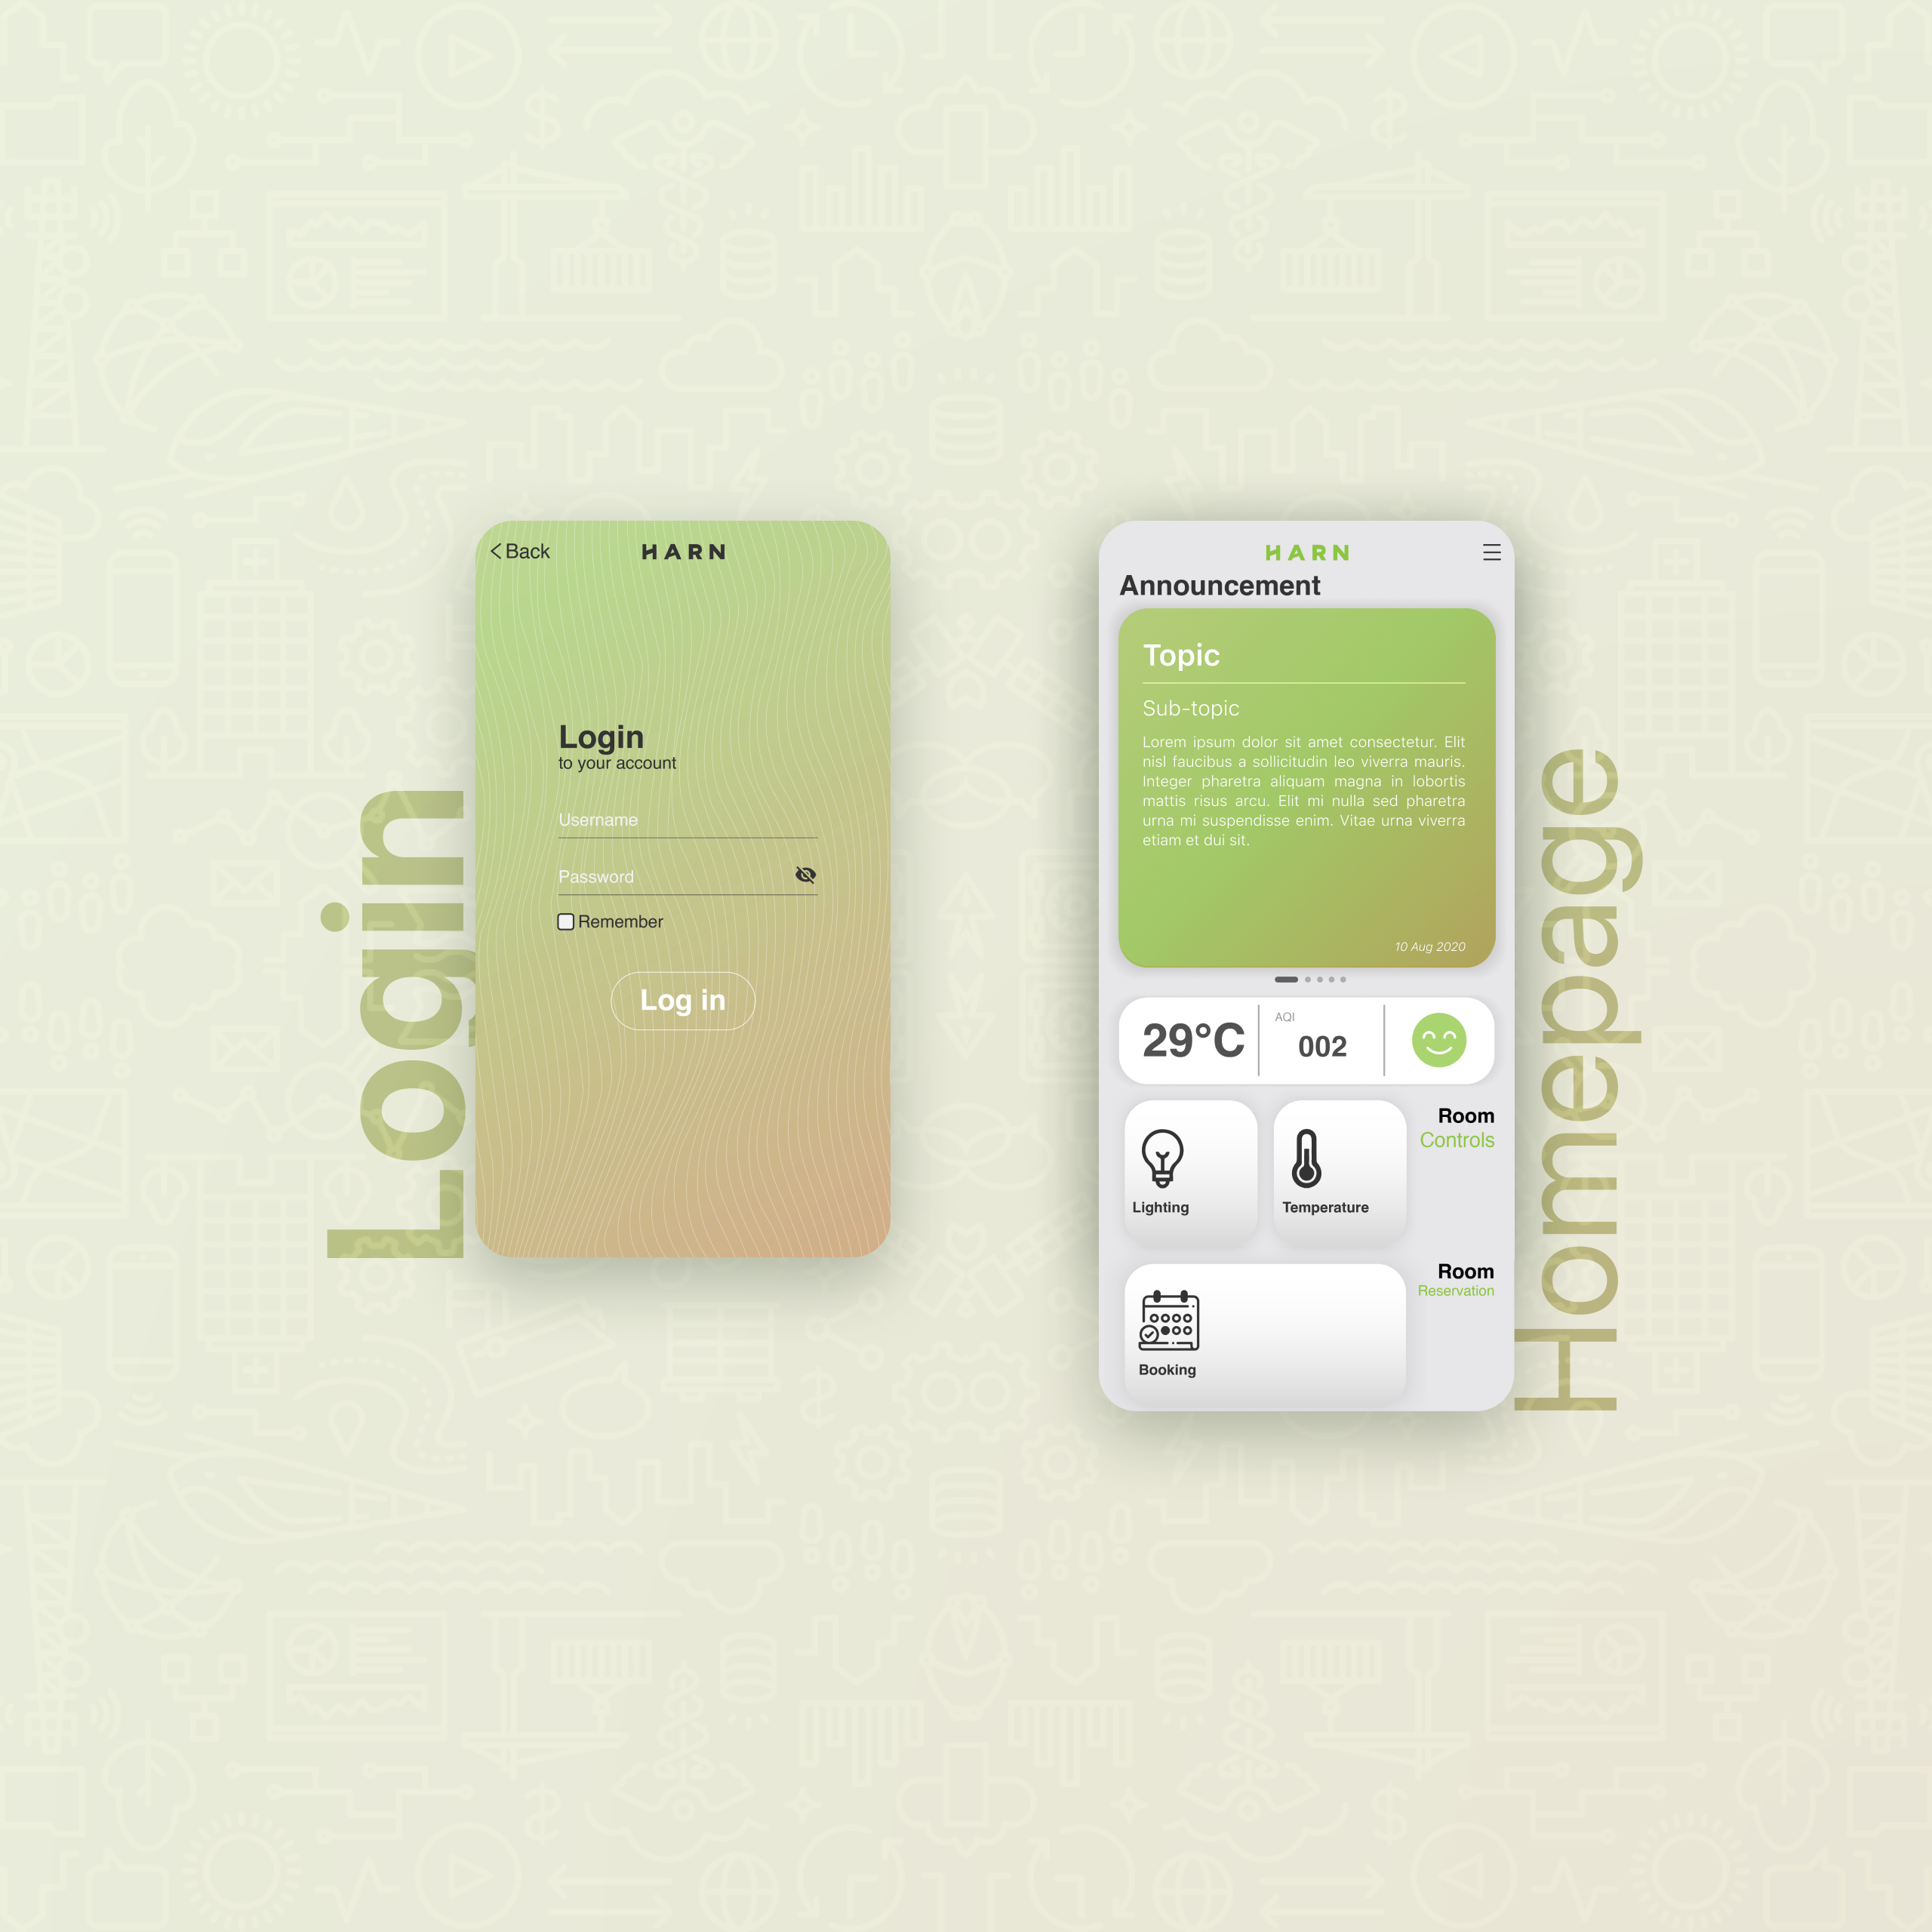 Login
Back
HARN
Login
to your account
Username
Password
Remember
Log in
Homepage
HARN
Announcement
Topic
Sub-topic
Lorem ipsum dolor sit amet consectetur. Elit
nisl faucibus a sollicitudin leo viverra mauris.
Integer pharetra aliquam magna in lobortis
mattis risus arcu. Elit mi nulla sed pharetra
urna mi suspendisse enim. Vitae urna viverra
etiam et dui sit.
10 Aug 2020
29°C
AQI
002
Room
Controls
Lighting
Temperature
Room
Reservation
Booking